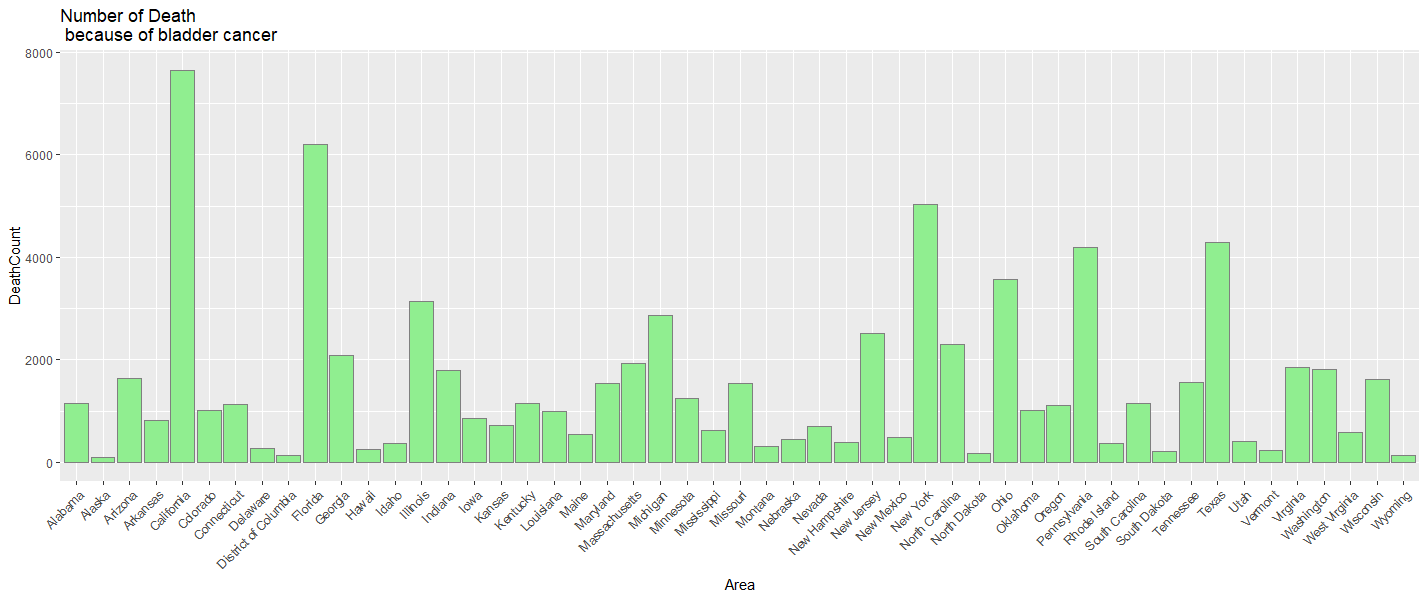 Number of Death
because of bladder cancer
8000
6000
4000
2000
0
DeathCount
Alabama
Alaska
Arizona
Arkansas
California
Colorado
Connecticut
Delaware
District of Columbia
Florida
Georgia
Hawaii
Idaho
Illinois
Indiana
Iowa
Kansas
Kentucky
Louisiana
Maine
Maryland
Massachusetts
Michigan
Minnesota
Mississippi
Missouri
Montana
Nebraska
Nevada
New Hampshire
New Jersey
New Mexico
New York
North Carolina
North Dakota
Ohio
Oklahoma
Oregon
Pennsylvania
Rhode Island
South Carolina
South Dakota
Tennessee
Texas
Utah
Vermont
Virginia
Washington
West Virginia
Wisconsin
Wyoming
Area